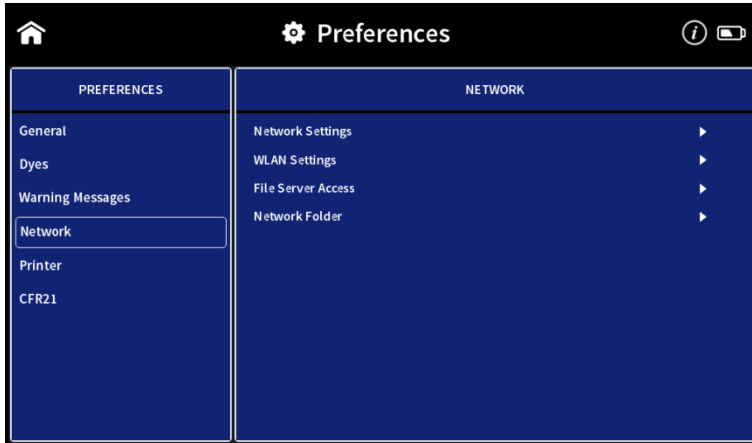 Preferences
i
PREFERENCES
General
Dyes
Warning Messages
Network
Printer
CFR21
NETWORK
Network Settings
WLAN Settings
File Server Access
Network Folder